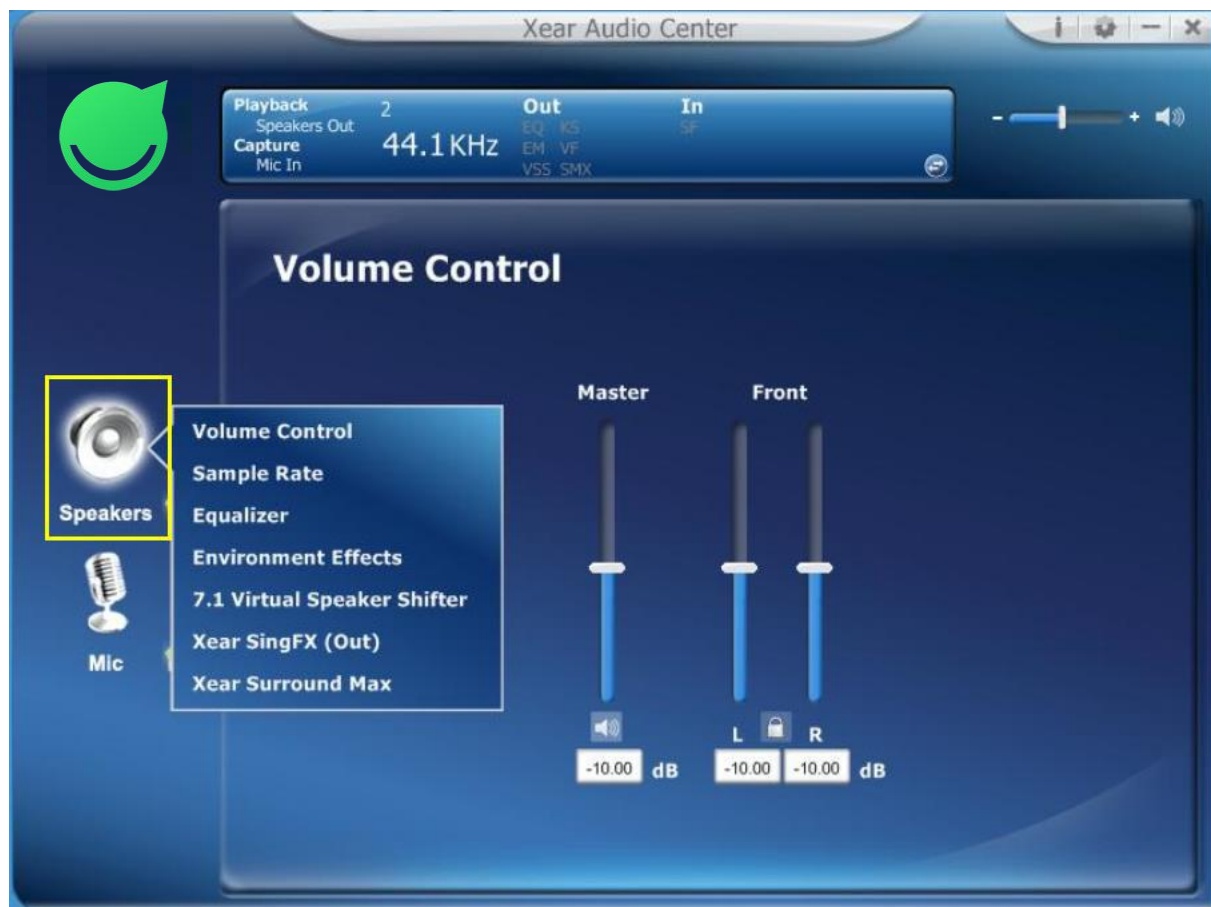 Xear Audio Center
i
Playback 2
Speakers Out
Capture 44.1KHz
Mic In
Out
EQ KS
EM VF
VSS SMX
In
SF
- +
Volume Control
Master Front
Speakers
Mic
Volume Control
Sample Rate
Equalizer
Environment Effects
7.1 Virtual Speaker Shifter
Xear SingFX (Out)
Xear Surround Max
L R
-10.00 dB -10.00 -10.00 dB